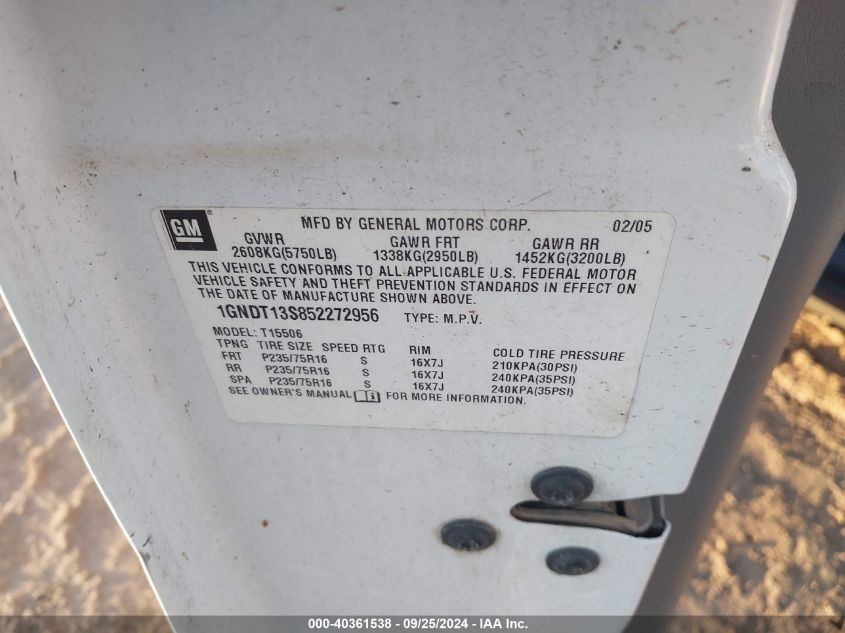 GM ® MFD BY GENERAL MOTORS CORP. 02/05
GVWR GAWR FRT GAWR RR
2608KG(5750LB) 1338KG(2950LB) 1452KG(3200LB)
THIS VEHICLE CONFORMS TO ALL APPLICABLE U.S. FEDERAL MOTOR
VEHICLE SAFETY AND THEFT PREVENTION STANDARDS IN EFFECT ON
THE DATE OF MANUFACTURE SHOWN ABOVE.
1GNDT13S852272956 TYPE: M.P.V.
MODEL: T15506
TPNG TIRE SIZE SPEED RTG RIM COLD TIRE PRESSURE
FRT P235/75R16 S 16X7J 210KPA(30PSI)
RR P235/75R16 S 16X7J 240KPA(35PSI)
SPA P235/75R16 S 16X7J 240KPA(35PSI)
SEE OWNER'S MANUAL i FOR MORE INFORMATION.
000-40361538 - 09/25/2024 - IAA Inc.